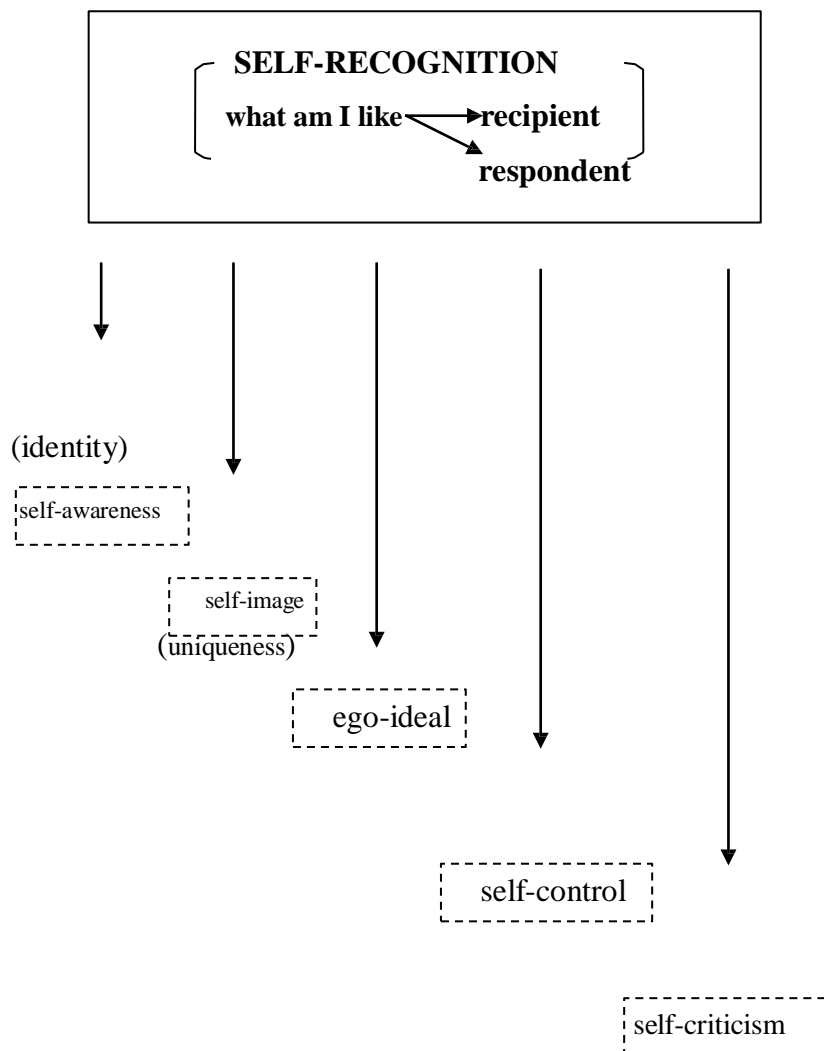 SELF-RECOGNITION
what am I like recipient
respondent
(identity)
self-awareness
self-image
(uniqueness)
ego-ideal
self-control
self-criticism